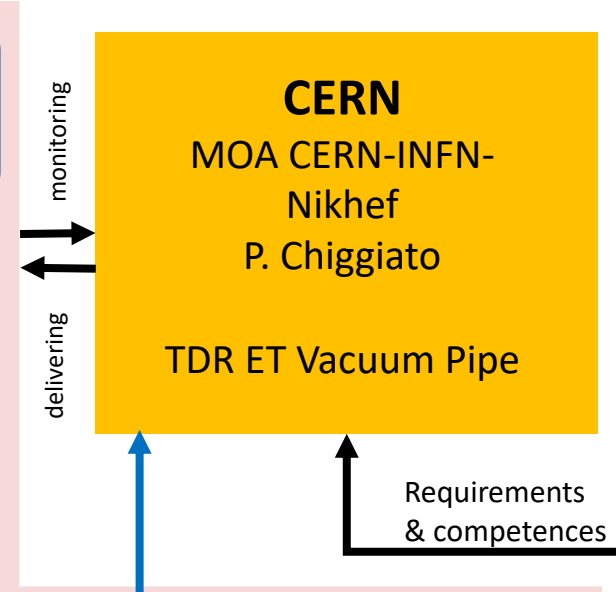 monitoring
CERN
MOA CERN-INFN-
Nikhef
P. Chiggiato
delivering
TDR ET Vacuum Pipe
Requirements
& competences